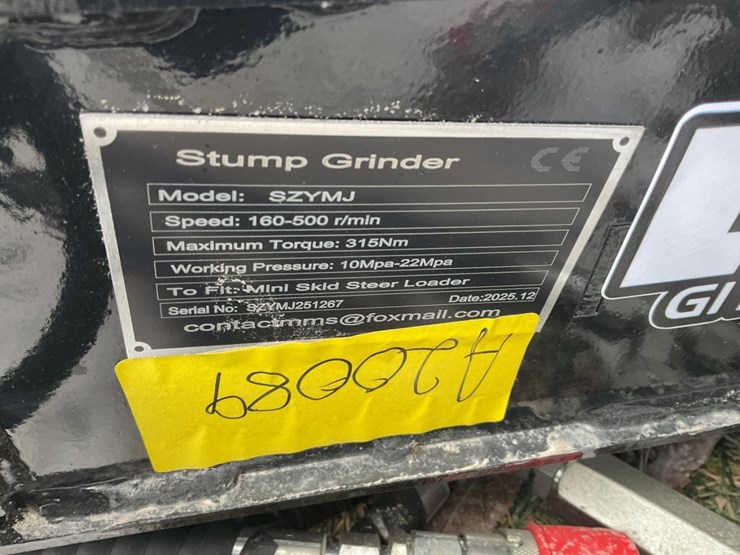 Stump Grinder CE
Model: SZYMJ
Speed: 160-500 r/min
Maximum Torque: 315Nm
Working Pressure: 10Mpa-22Mpa
To Fit: Mini Skid Steer Loader
Serial No: SZYMJ251267 Date:2025.12
contactmms@foxmail.com
A20089
GI